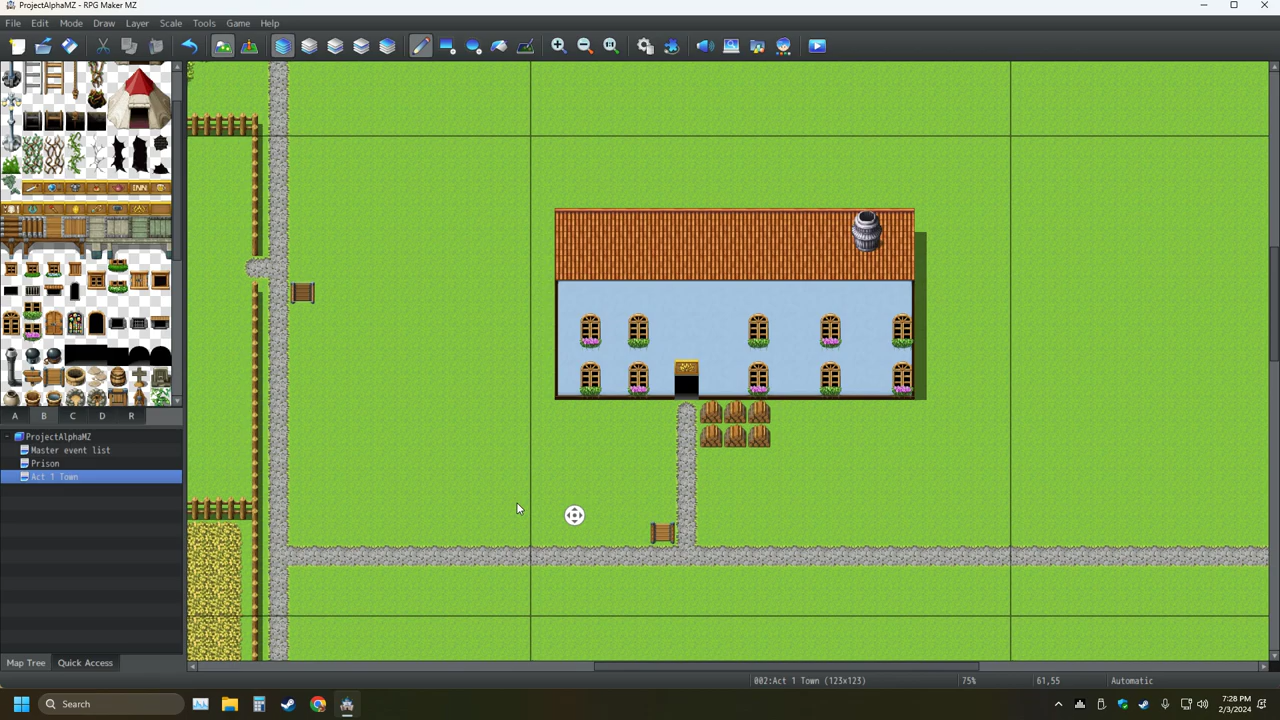 ProjectAlphaMZ - RPG Maker MZ
File Edit Mode Draw Layer Scale Tools Game Help
1:1
INN
A B C D R
ProjectAlphaMZ
Master event list
Prison
Act 1 Town
Map Tree Quick Access
002:Act 1 Town (123x123) 75% 61,55 Automatic
Search
7:28 PM
2/3/2024